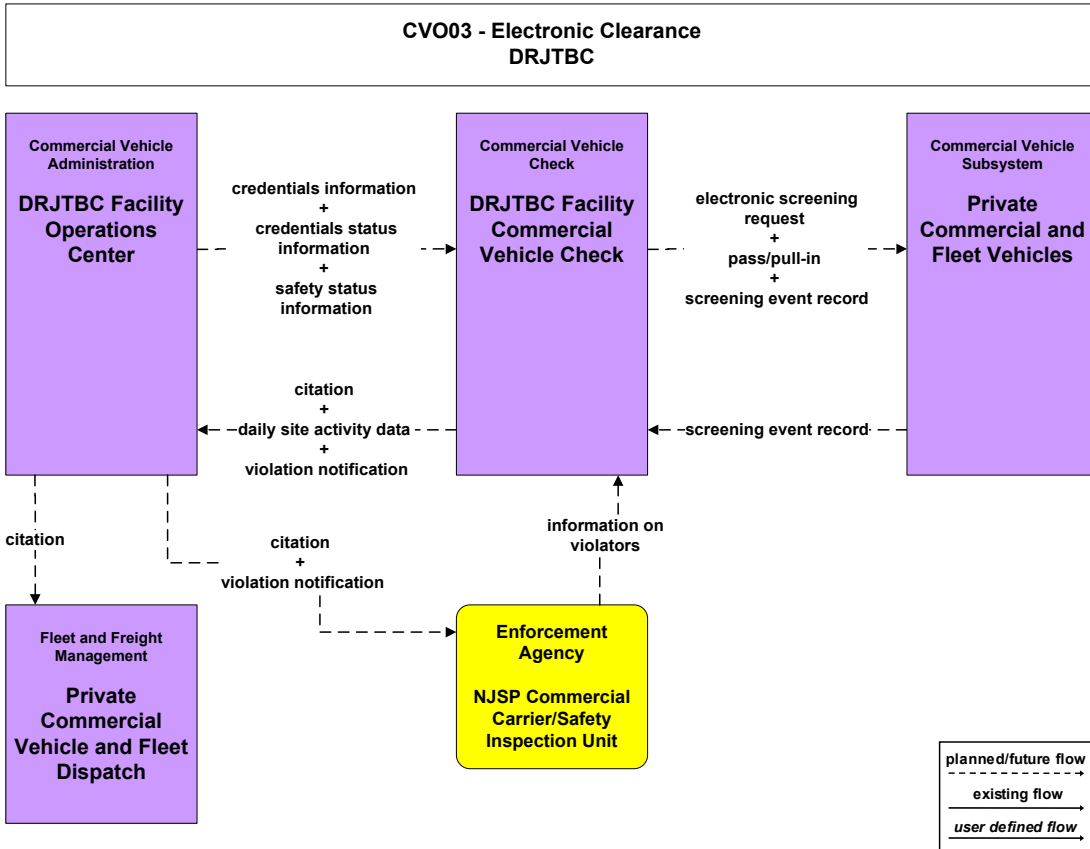 CVO03 - Electronic Clearance
DRJTBC
Commercial Vehicle
Administration
DRJTBC Facility
Operations
Center
credentials information
+
credentials status
information
+
safety status
information
Commercial Vehicle
Check
DRJTBC Facility
Commercial
Vehicle Check
electronic screening
request
+
pass/pull-in
+
screening event record
Commercial Vehicle
Subsystem
Private
Commercial and
Fleet Vehicles
citation
+
daily site activity data
+
violation notification
screening event record
citation
citation
+
violation notification
information on
violators
Fleet and Freight
Management
Private
Commercial
Vehicle and Fleet
Dispatch
Enforcement
Agency
NJSP Commercial
Carrier/Safety
Inspection Unit
planned/future flow
existing flow
user defined flow